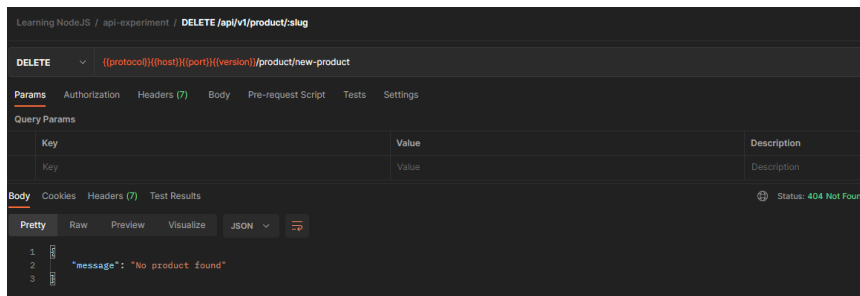 Learning NodeJS / api-experiment / DELETE /api/v1/product/:slug
DELETE {{protocol}}{{host}}{{port}}{{version}}/product/new-product
Params Authorization Headers (7) Body Pre-request Script Tests Settings
Query Params
Key Value Description
Key Value Description
Body Cookies Headers (7) Test Results Status: 404 Not Foun
Pretty Raw Preview Visualize JSON
1 {
2 "message": "No product found"
3 }